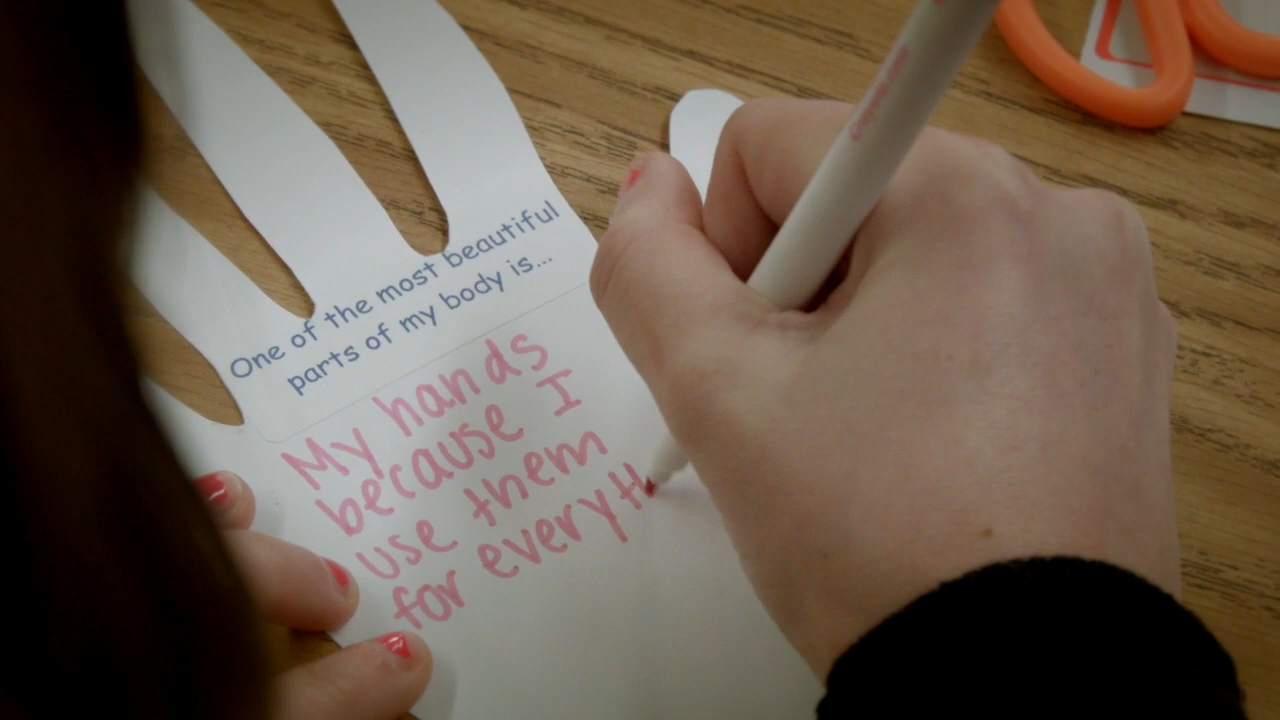 One of the most beautiful
parts of my body is...
My hands
because I
use them
for everyth